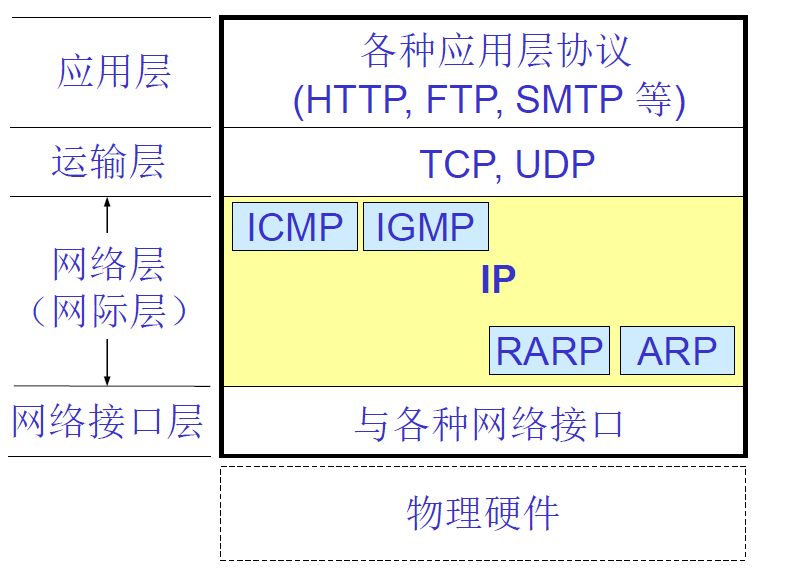 应用层
各种应用层协议
(HTTP, FTP, SMTP 等)
运输层
TCP, UDP
网络层
（网际层）
ICMP
IGMP
IP
RARP
ARP
网络接口层
与各种网络接口
物理硬件